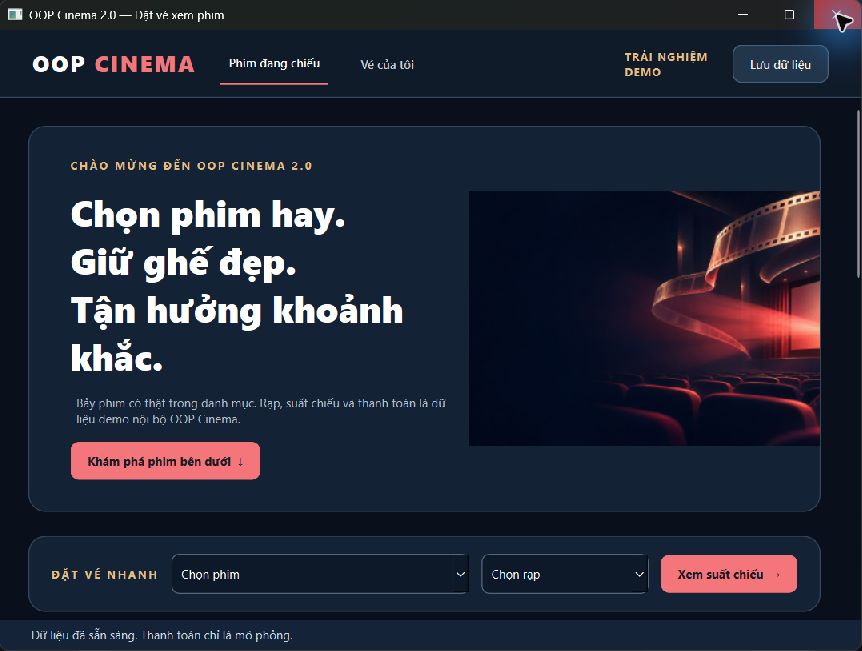 OOP Cinema 2.0 — Đặt vé xem phim
OOP CINEMA
Phim đang chiếu
Vé của tôi
TRẢI NGHIỆM
DEMO
Lưu dữ liệu
CHÀO MỪNG ĐẾN OOP CINEMA 2.0
Chọn phim hay.
Giữ ghế đẹp.
Tận hưởng khoảnh
khắc.
Bảy phim có thật trong danh mục. Rạp, suất chiếu và thanh toán là dữ
liệu demo nội bộ OOP Cinema.
Khám phá phim bên dưới ↓
ĐẶT VÉ NHANH
Chọn phim
Chọn rạp
Xem suất chiếu →
Dữ liệu đã sẵn sàng. Thanh toán chỉ là mô phỏng.